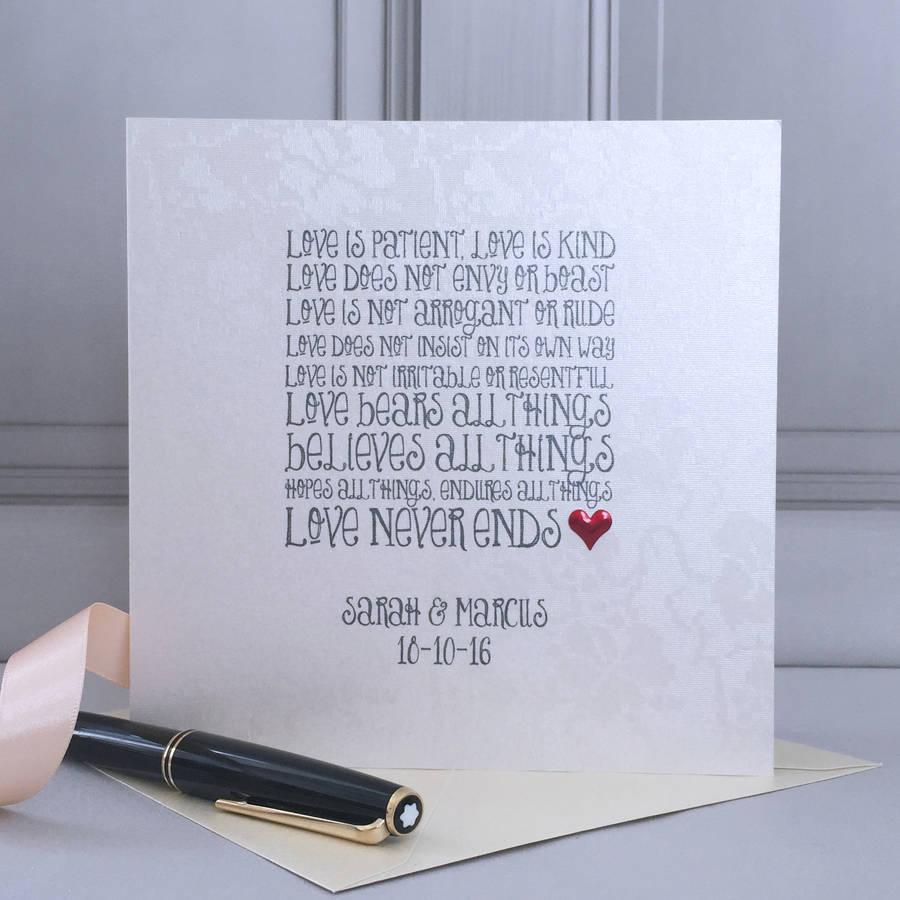 LOVE IS PATIENT, LOVE IS KIND
LOVE DOES NOT ENVY OR BOAST
LOVE IS NOT ARROGANT OR RUDE
LOVE DOES NOT INSIST ON ITS OWN WAY
LOVE IS NOT IRRITABLE OR RESENTFUL
LOVE BEARS ALL THINGS
BELIEVES ALL THINGS
HOPES ALL THINGS, ENDURES ALL THINGS
LOVE NEVER ENDS
SARAH & MARCUS
18-10-16